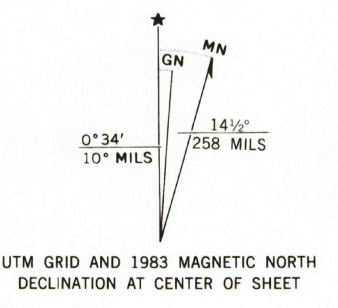 MN
GN
0°34'
10° MILS
14½°
258 MILS
UTM GRID AND 1983 MAGNETIC NORTH
DECLINATION AT CENTER OF SHEET